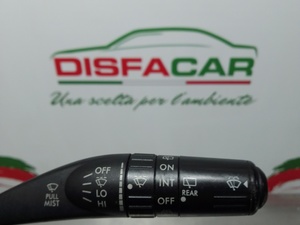 DISFACAR
Una scelta per l'ambiente
OFF
LO
HI
PULL
MIST
ON
INT
OFF
REAR